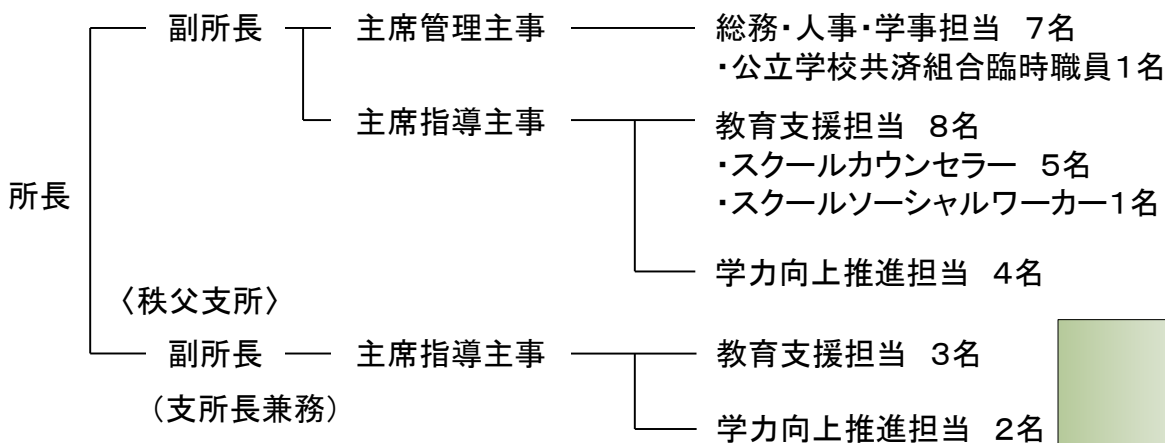 副所長 主席管理主事 総務・人事・学事担当 7名
・公立学校共済組合臨時職員1名
主席指導主事 教育支援担当 8名
・スクールカウンセラー 5名
・スクールソーシャルワーカー1名
所長
学力向上推進担当 4名
〈秩父支所〉
副所長 主席指導主事 教育支援担当 3名
(支所長兼務)
学力向上推進担当 2名